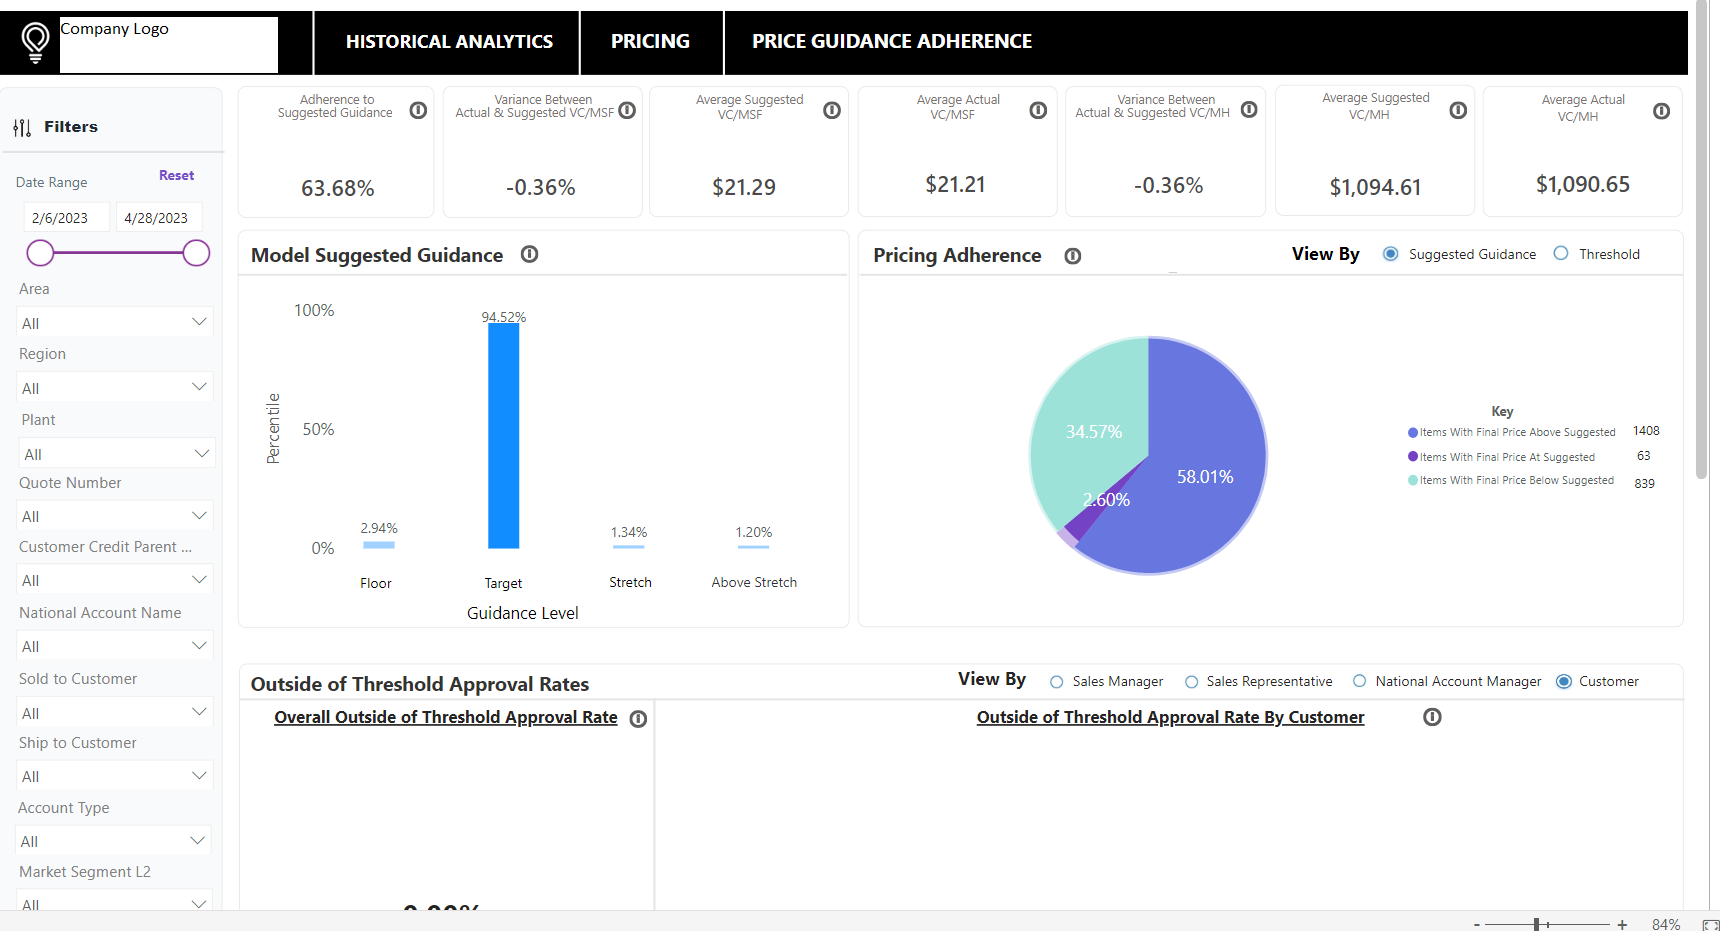 Company Logo
HISTORICAL ANALYTICS
PRICING
PRICE GUIDANCE ADHERENCE
Filters
Date Range
Reset
2/6/2023
4/28/2023
Area
All
Region
All
Plant
All
Quote Number
All
Customer Credit Parent ...
All
National Account Name
All
Sold to Customer
All
Ship to Customer
All
Account Type
All
Market Segment L2
All
Adherence to
Suggested Guidance
63.68%
Variance Between
Actual & Suggested VC/MSF
-0.36%
Average Suggested
VC/MSF
$21.29
Average Actual
VC/MSF
$21.21
Variance Between
Actual & Suggested VC/MH
-0.36%
Average Suggested
VC/MH
$1,094.61
Average Actual
VC/MH
$1,090.65
Model Suggested Guidance
100%
50%
0%
Percentile
94.52%
2.94%
1.34%
1.20%
Floor
Target
Stretch
Above Stretch
Guidance Level
Pricing Adherence
View By
Suggested Guidance
Threshold
34.57%
58.01%
2.60%
Key
Items With Final Price Above Suggested 1408
Items With Final Price At Suggested 63
Items With Final Price Below Suggested 839
Outside of Threshold Approval Rates
View By
Sales Manager
Sales Representative
National Account Manager
Customer
Overall Outside of Threshold Approval Rate
Outside of Threshold Approval Rate By Customer
- +
84%